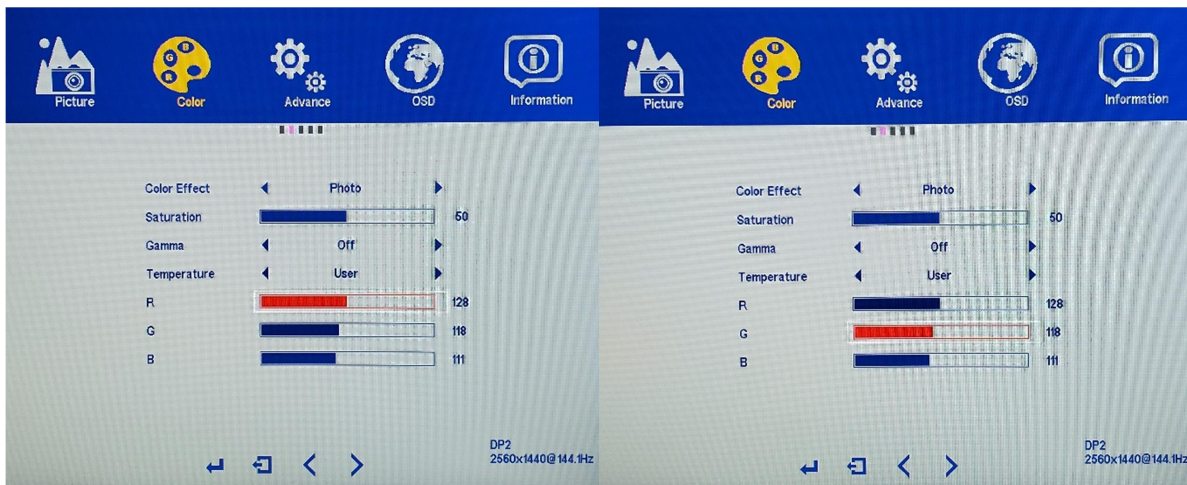 Picture Color Advance OSD Information
Color Effect Photo
Saturation 50
Gamma Off
Temperature User
R 128
G 118
B 111
DP2
2560x1440@144.1Hz
Picture Color Advance OSD Information
Color Effect Photo
Saturation 50
Gamma Off
Temperature User
R 128
G 118
B 111
DP2
2560x1440@144.1Hz